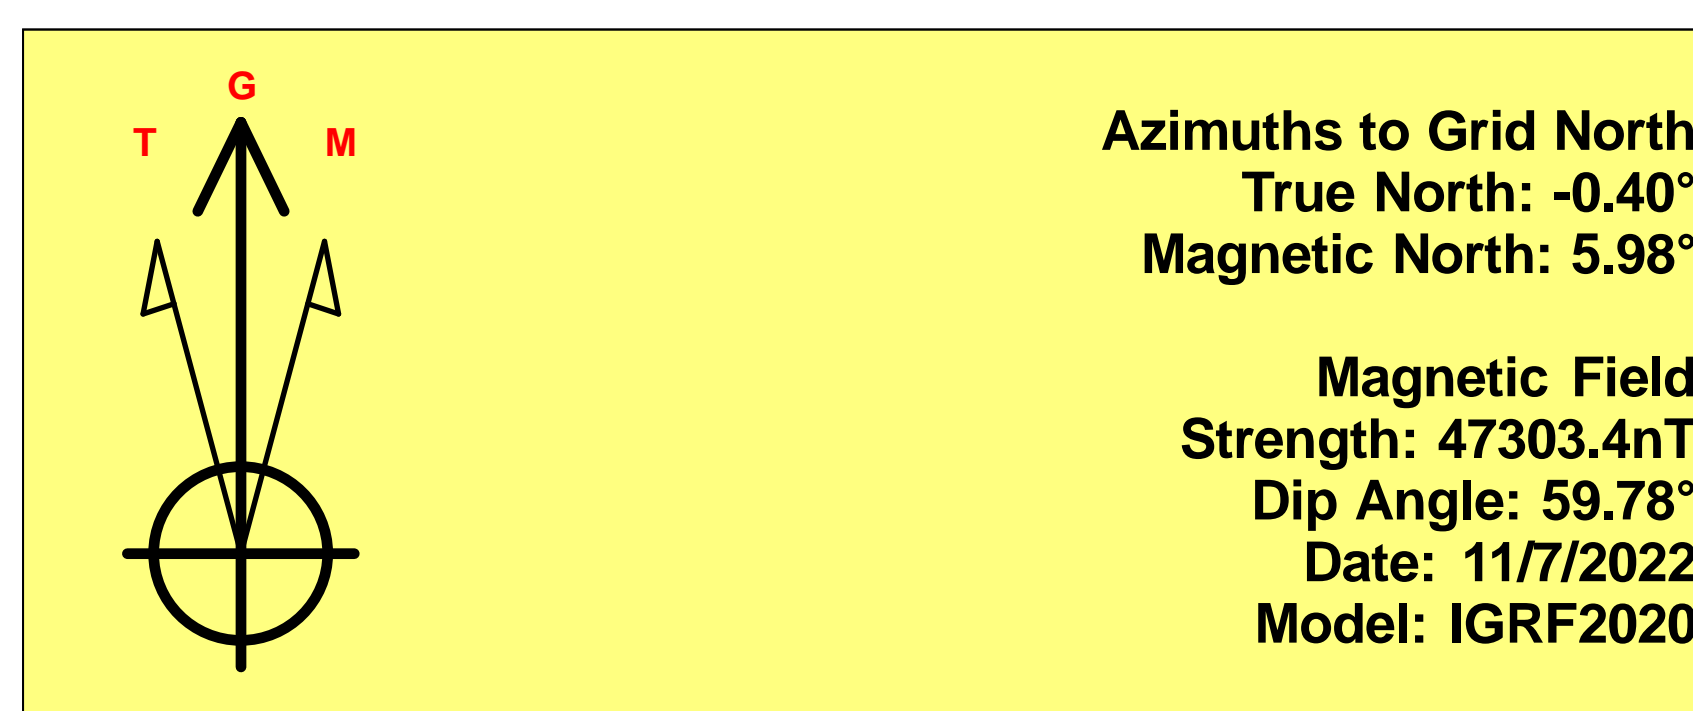 G
T M
Azimuths to Grid North
True North: -0.40°
Magnetic North: 5.98°
Magnetic Field
Strength: 47303.4nT
Dip Angle: 59.78°
Date: 11/7/2022
Model: IGRF2020